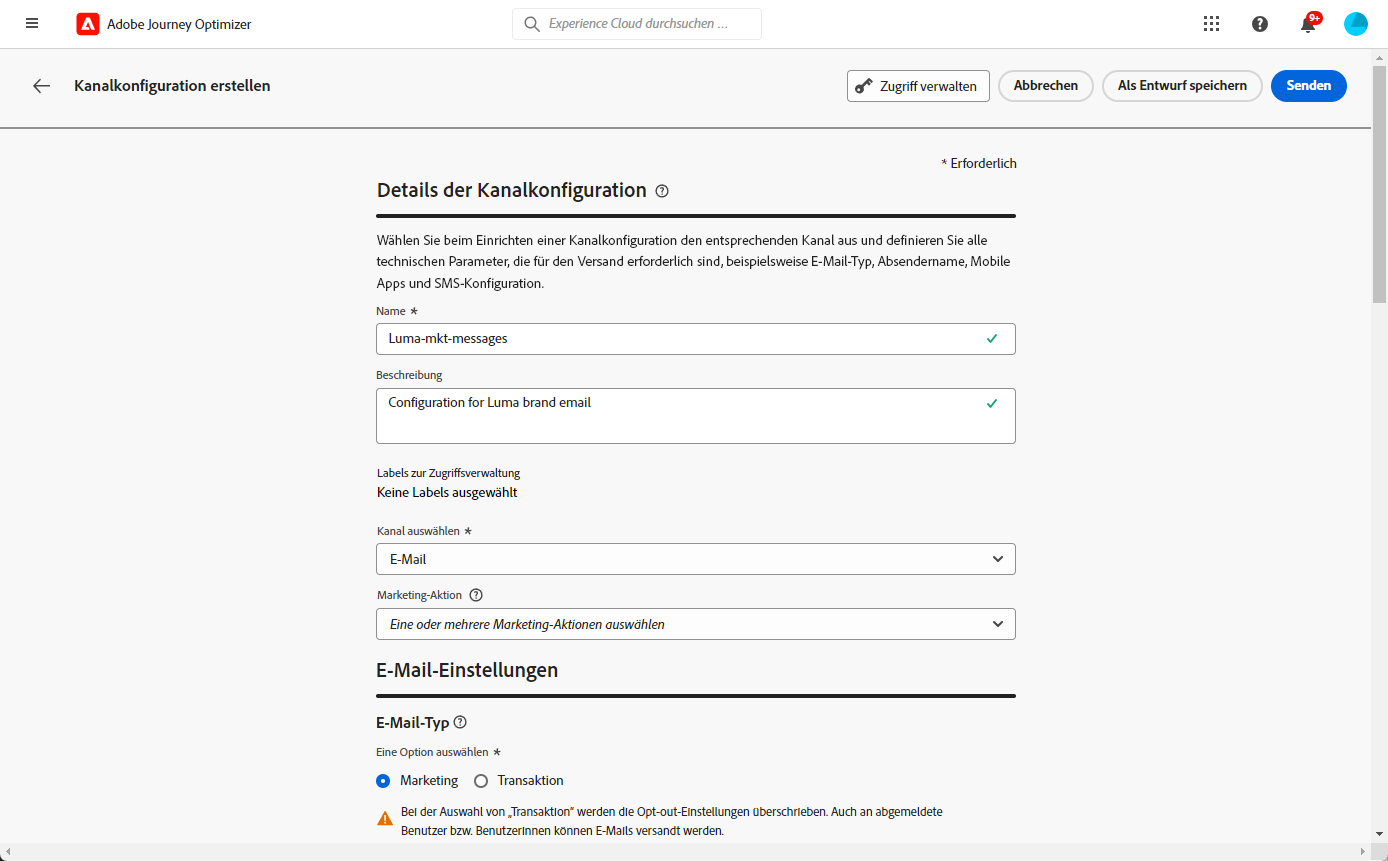 Adobe Journey Optimizer
Experience Cloud durchsuchen ...
9+
Kanalkonfiguration erstellen
Zugriff verwalten
Abbrechen
Als Entwurf speichern
Senden
* Erforderlich
Details der Kanalkonfiguration
Wählen Sie beim Einrichten einer Kanalkonfiguration den entsprechenden Kanal aus und definieren Sie alle
technischen Parameter, die für den Versand erforderlich sind, beispielsweise E-Mail-Typ, Absendername, Mobile
Apps und SMS-Konfiguration.
Name *
Luma-mkt-messages
Beschreibung
Configuration for Luma brand email
Labels zur Zugriffsverwaltung
Keine Labels ausgewählt
Kanal auswählen *
E-Mail
Marketing-Aktion
Eine oder mehrere Marketing-Aktionen auswählen
E-Mail-Einstellungen
E-Mail-Typ
Eine Option auswählen *
Marketing
Transaktion
Bei der Auswahl von „Transaktion“ werden die Opt-out-Einstellungen überschrieben. Auch an abgemeldete
Benutzer bzw. Benutzerinnen können E-Mails versandt werden.